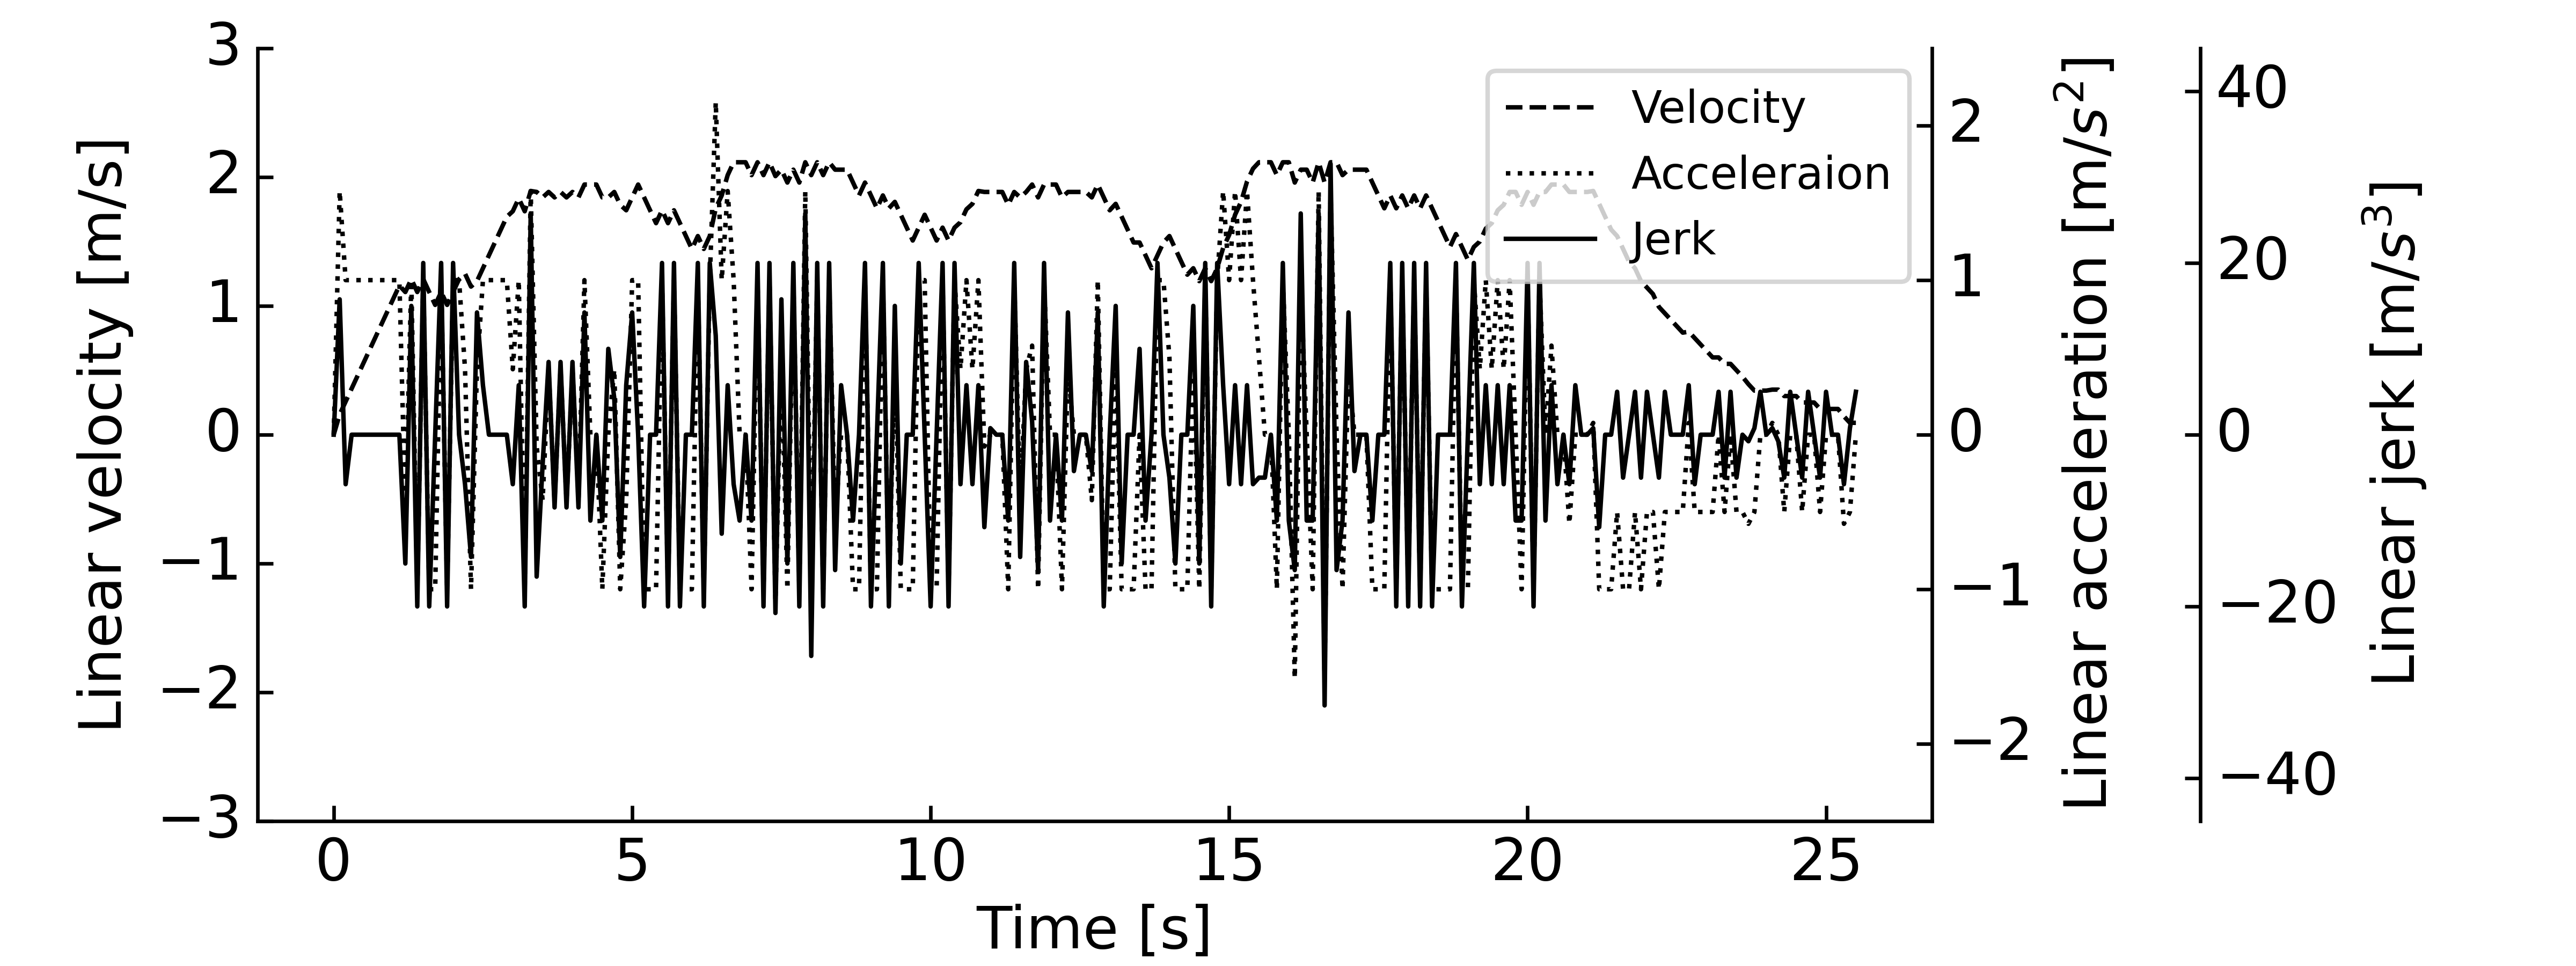 Linear velocity [m/s]
3
2
1
0
−1
−2
−3
0 5 10 15 20 25
Time [s]
Velocity
Acceleraion
Jerk
2
1
0
−1
−2
Linear acceleration [m/s²]
40
20
0
−20
−40
Linear jerk [m/s³]